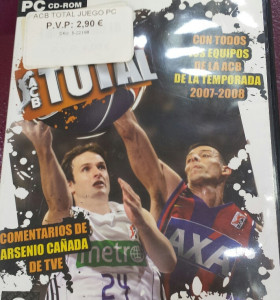 PC CD-ROM
ACB TOTAL JUEGO PC
P.V.P: 2,90 €
ACB
TOTAL
CON TODOS
LOS EQUIPOS
DE LA ACB
DE LA TEMPORADA
2007-2008
COMENTARIOS DE
ARSENIO CAÑADA
DE TVE
metro
24
AXA